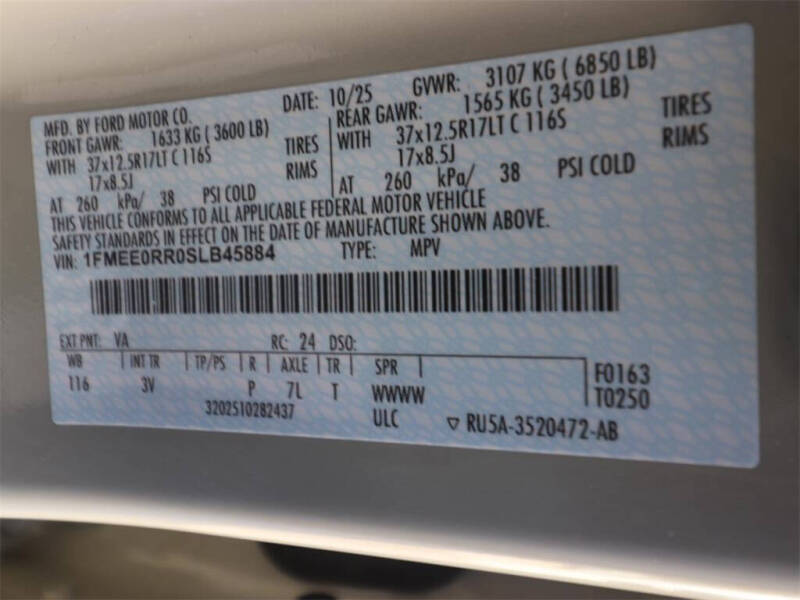 MFD. BY FORD MOTOR CO. DATE: 10/25 GVWR: 3107 KG ( 6850 LB)
FRONT GAWR: 1633 KG ( 3600 LB) REAR GAWR: 1565 KG ( 3450 LB)
WITH 37x12.5R17LT C 116S TIRES WITH 37x12.5R17LT C 116S TIRES
17x8.5J RIMS 17x8.5J RIMS
AT 260 kPa/ 38 PSI COLD AT 260 kPa/ 38 PSI COLD
THIS VEHICLE CONFORMS TO ALL APPLICABLE FEDERAL MOTOR VEHICLE
SAFETY STANDARDS IN EFFECT ON THE DATE OF MANUFACTURE SHOWN ABOVE.
VIN: 1FMEE0RR0SLB45884 TYPE: MPV
EXT PNT: VA RC: 24 DSO:
WB INT TR TP/PS R AXLE TR SPR F0163
116 3V P 7L T WWWW T0250
3202510282437 ULC RU5A-3520472-AB